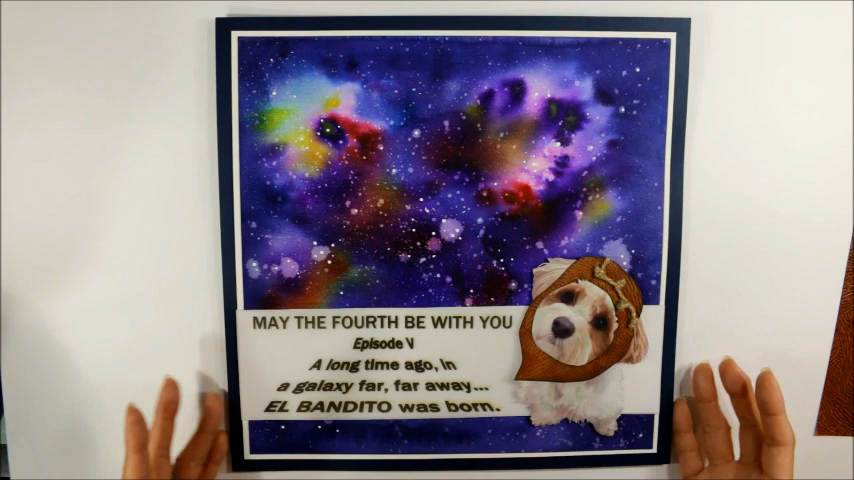 MAY THE FOURTH BE WITH YOU
Episode V
A long time ago, in
a galaxy far, far away...
EL BANDITO was born.